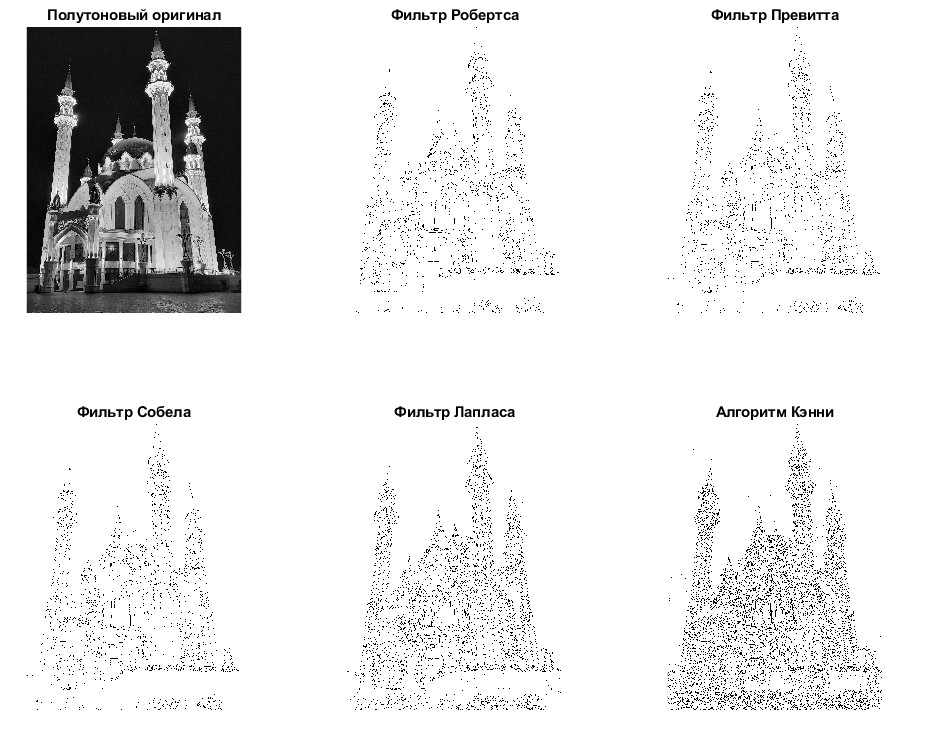 Полутоновый оригинал
Фильтр Робертса
Фильтр Превитта
Фильтр Собела
Фильтр Лапласа
Алгоритм Кэнни